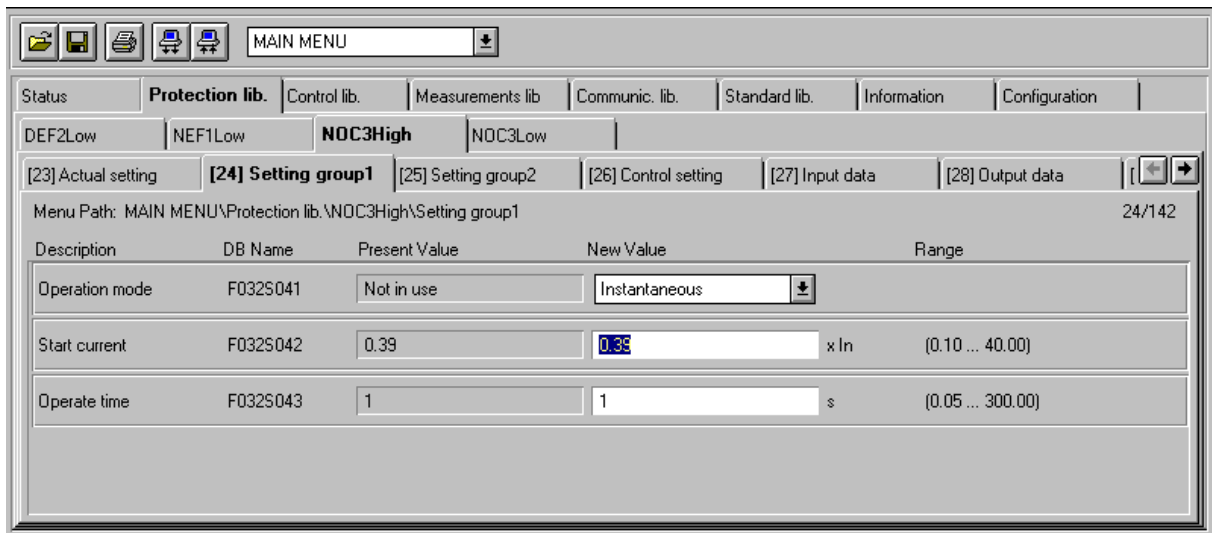 MAIN MENU
Status Protection lib. Control lib. Measurements lib Communic. lib. Standard lib. Information Configuration
DEF2Low NEF1Low NOC3High NOC3Low
[23] Actual setting [24] Setting group1 [25] Setting group2 [26] Control setting [27] Input data [28] Output data [
Menu Path: MAIN MENU\Protection lib.\NOC3High\Setting group1 24/142
Description DB Name Present Value New Value Range
Operation mode F032S041 Not in use Instantaneous
Start current F032S042 0.39 0.39 x In (0.10 ... 40.00)
Operate time F032S043 1 1 s (0.05 ... 300.00)